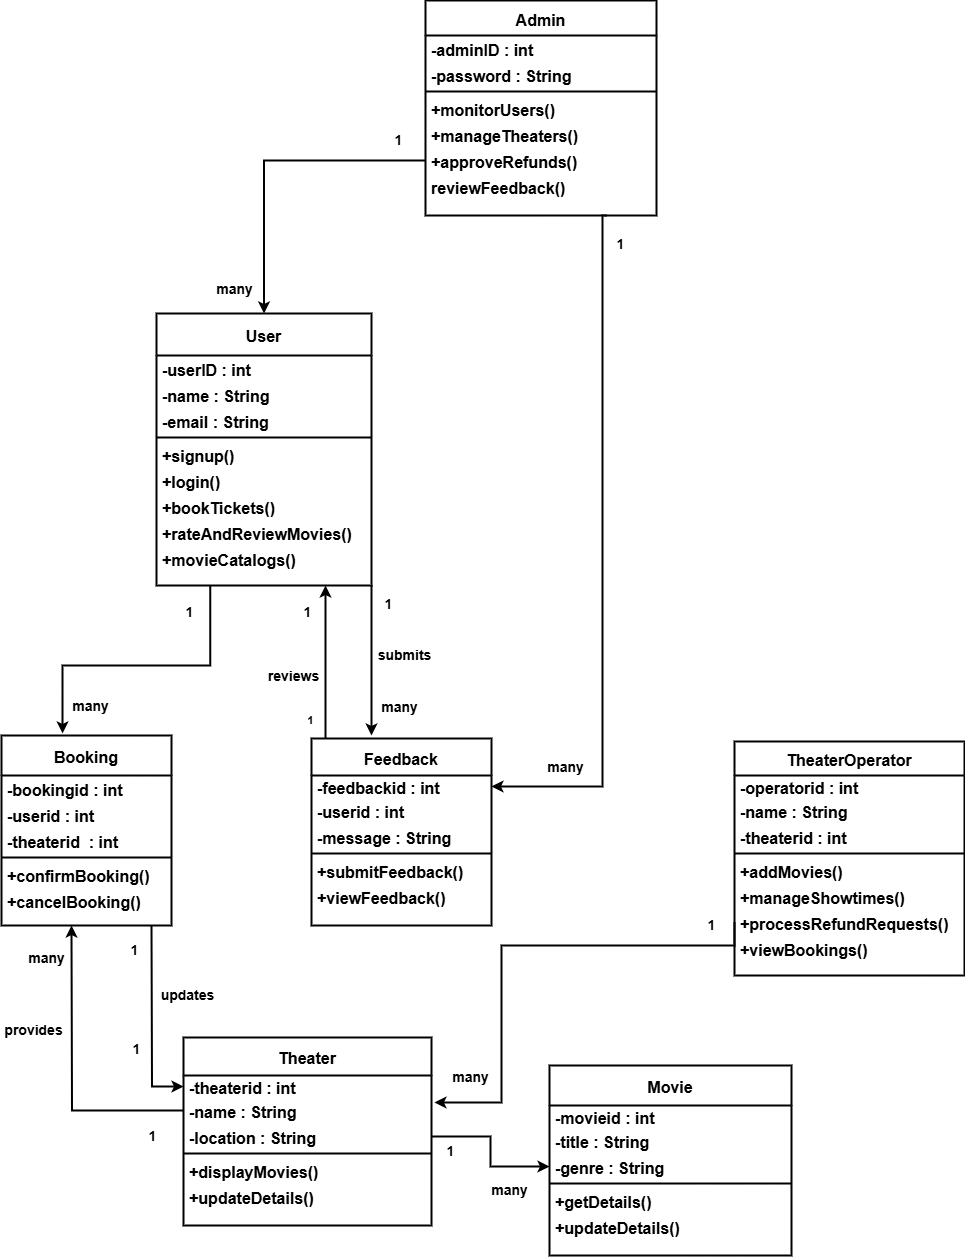 Admin
-adminID : int
-password : String
+monitorUsers()
+manageTheaters()
+approveRefunds()
reviewFeedback()
1
1
many
User
-userID : int
-name : String
-email : String
+signup()
+login()
+bookTickets()
+rateAndReviewMovies()
+movieCatalogs()
1
1
1
submits
reviews
many
many
1
many
Booking
-bookingid : int
-userid : int
-theaterid  : int
+confirmBooking()
+cancelBooking()
Feedback
-feedbackid : int
-userid : int
-message : String
+submitFeedback()
+viewFeedback()
TheaterOperator
-operatorid : int
-name : String
-theaterid : int
+addMovies()
+manageShowtimes()
+processRefundRequests()
+viewBookings()
1
many
1
updates
provides
1
1
many
Theater
-theaterid : int
-name : String
-location : String
+displayMovies()
+updateDetails()
1
many
Movie
-movieid : int
-title : String
-genre : String
+getDetails()
+updateDetails()